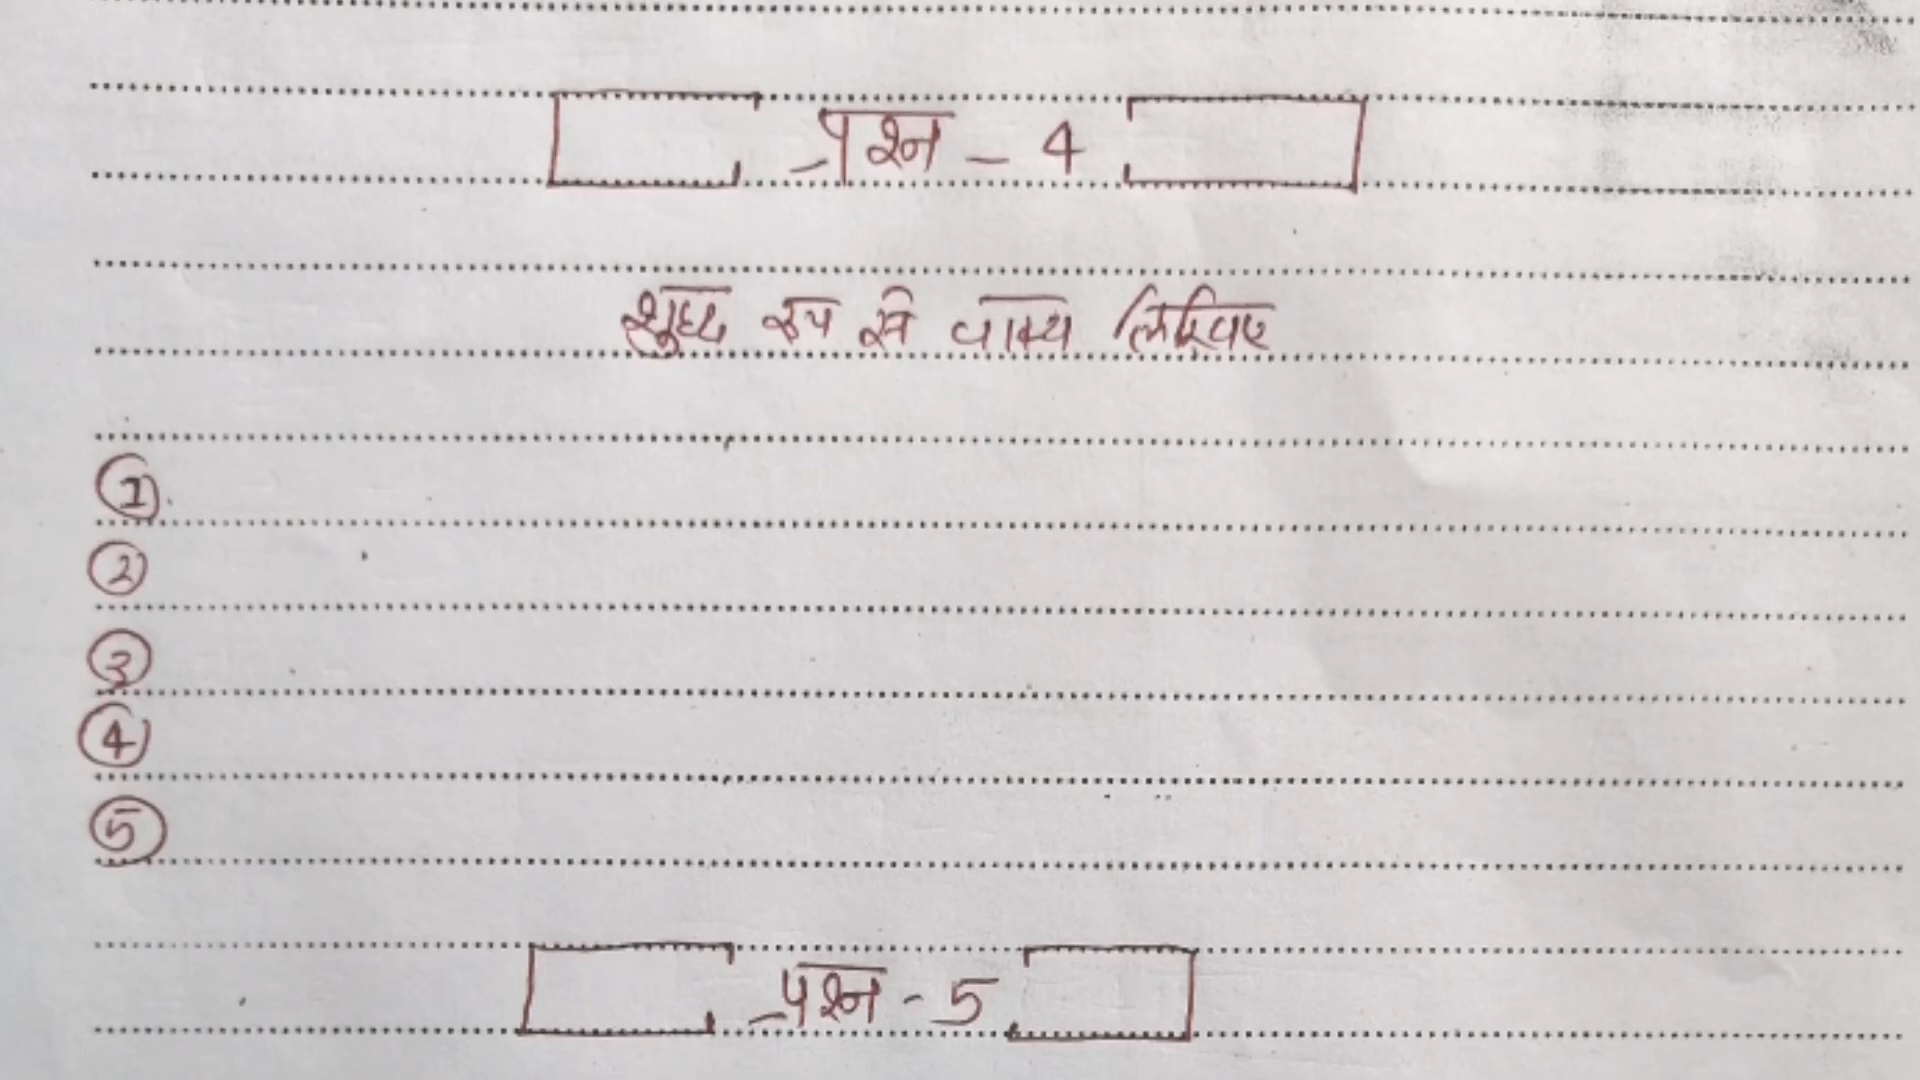 प्रश्न - 4
शुध्द रुप से वाक्य लिखिए
1.
2
3
4
5
प्रश्न - 5